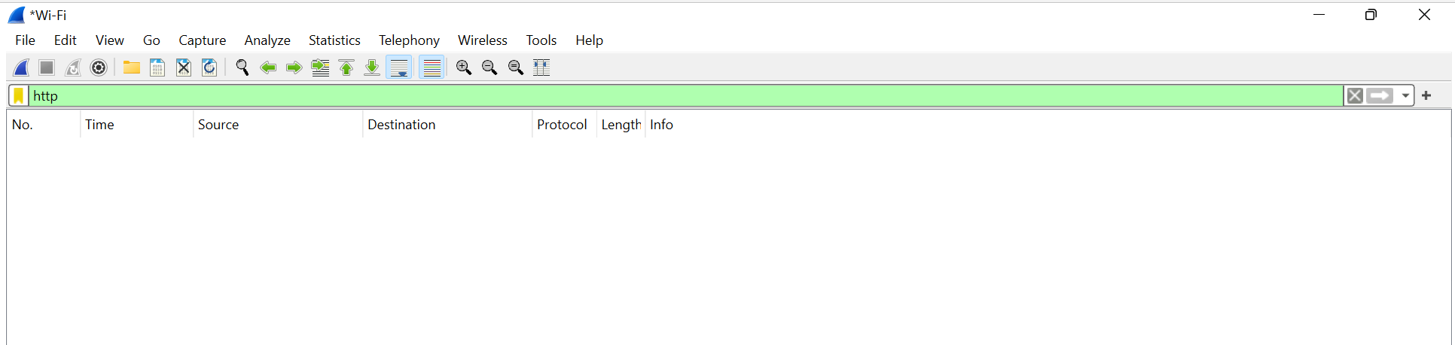 *Wi-Fi
File Edit View Go Capture Analyze Statistics Telephony Wireless Tools Help
http
No. Time Source Destination Protocol Length Info